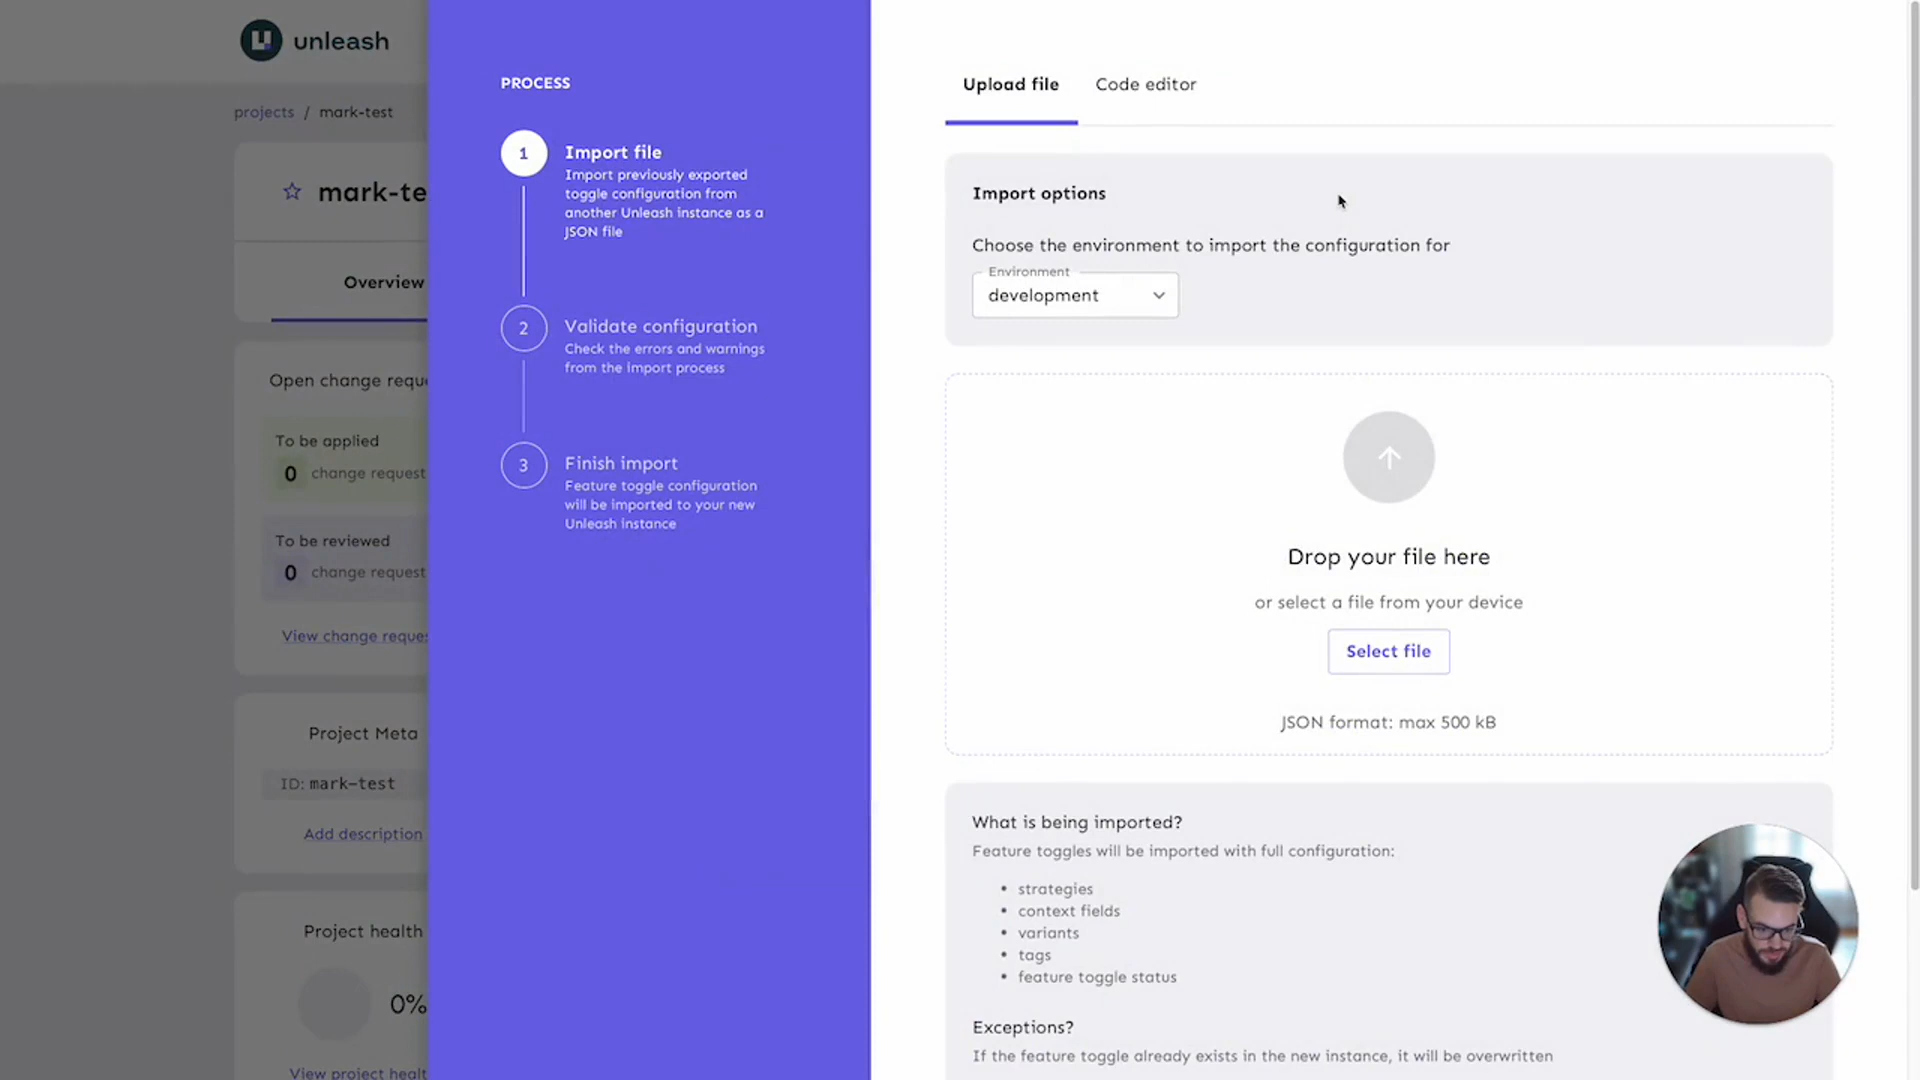 unleash
projects / mark-test
mark-te
Overview
Open change requ
To be applied
0 change request
To be reviewed
0 change request
View change reque
Project Meta
ID: mark-test
Add description
Project health
0%
View project healt
PROCESS
1
Import file
Import previously exported
toggle configuration from
another Unleash instance as a
JSON file
2
Validate configuration
Check the errors and warnings
from the import process
3
Finish import
Feature toggle configuration
will be imported to your new
Unleash instance
Upload file
Code editor
Import options
Choose the environment to import the configuration for
Environment
development
Drop your file here
or select a file from your device
Select file
JSON format: max 500 kB
What is being imported?
Feature toggles will be imported with full configuration:
• strategies
• context fields
• variants
• tags
• feature toggle status
Exceptions?
If the feature toggle already exists in the new instance, it will be overwritten